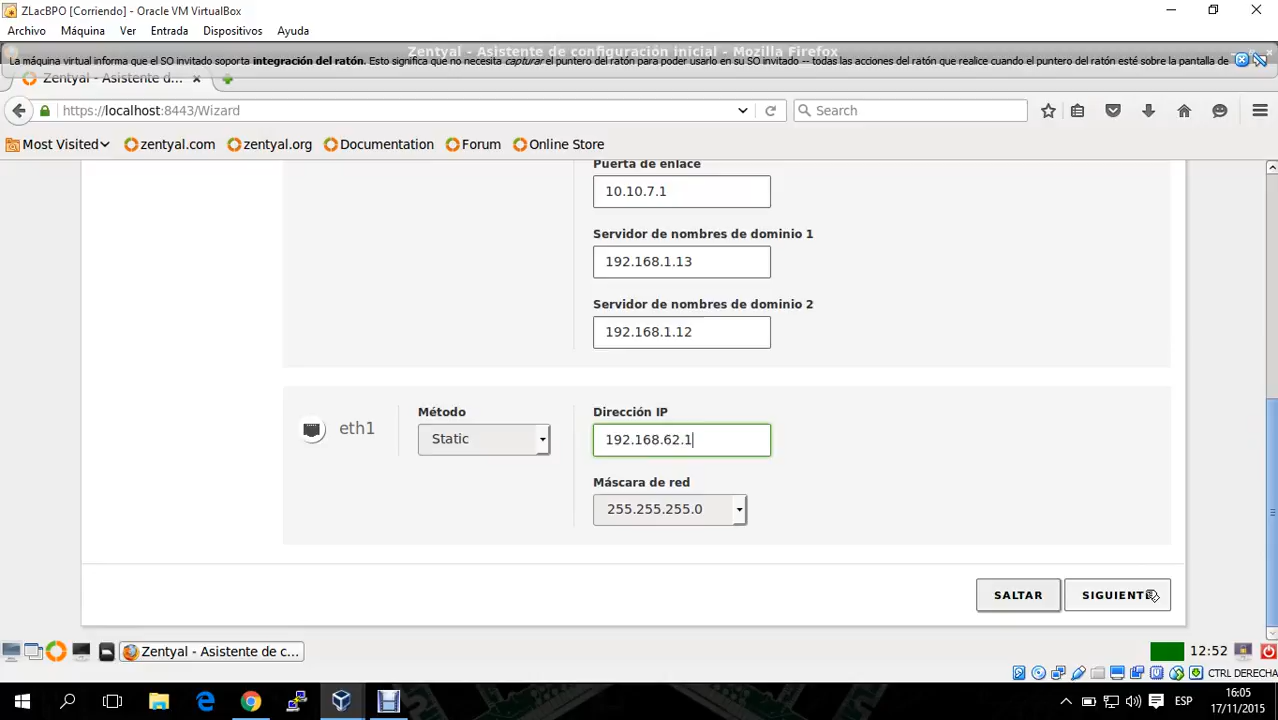 ZLacBPO [Corriendo] - Oracle VM VirtualBox
Archivo Máquina Ver Entrada Dispositivos Ayuda
Zentyal - Asistente de configuración inicial - Mozilla Firefox
La máquina virtual informa que el SO invitado soporta integración del ratón. Esto significa que no necesita capturar el puntero del ratón para poder usarlo en su SO invitado -- todas las acciones del ratón que realice cuando el puntero del ratón esté sobre la pantalla de
Zentyal - Asistente d...
https://localhost:8443/Wizard
Search
Most Visited zentyal.com zentyal.org Documentation Forum Online Store
Puerta de enlace
10.10.7.1
Servidor de nombres de dominio 1
192.168.1.13
Servidor de nombres de dominio 2
192.168.1.12
eth1
Método
Static
Dirección IP
192.168.62.1
Máscara de red
255.255.255.0
SALTAR SIGUIENTE
Zentyal - Asistente de c...
12:52
CTRL DERECHA
ESP
16:05
17/11/2015